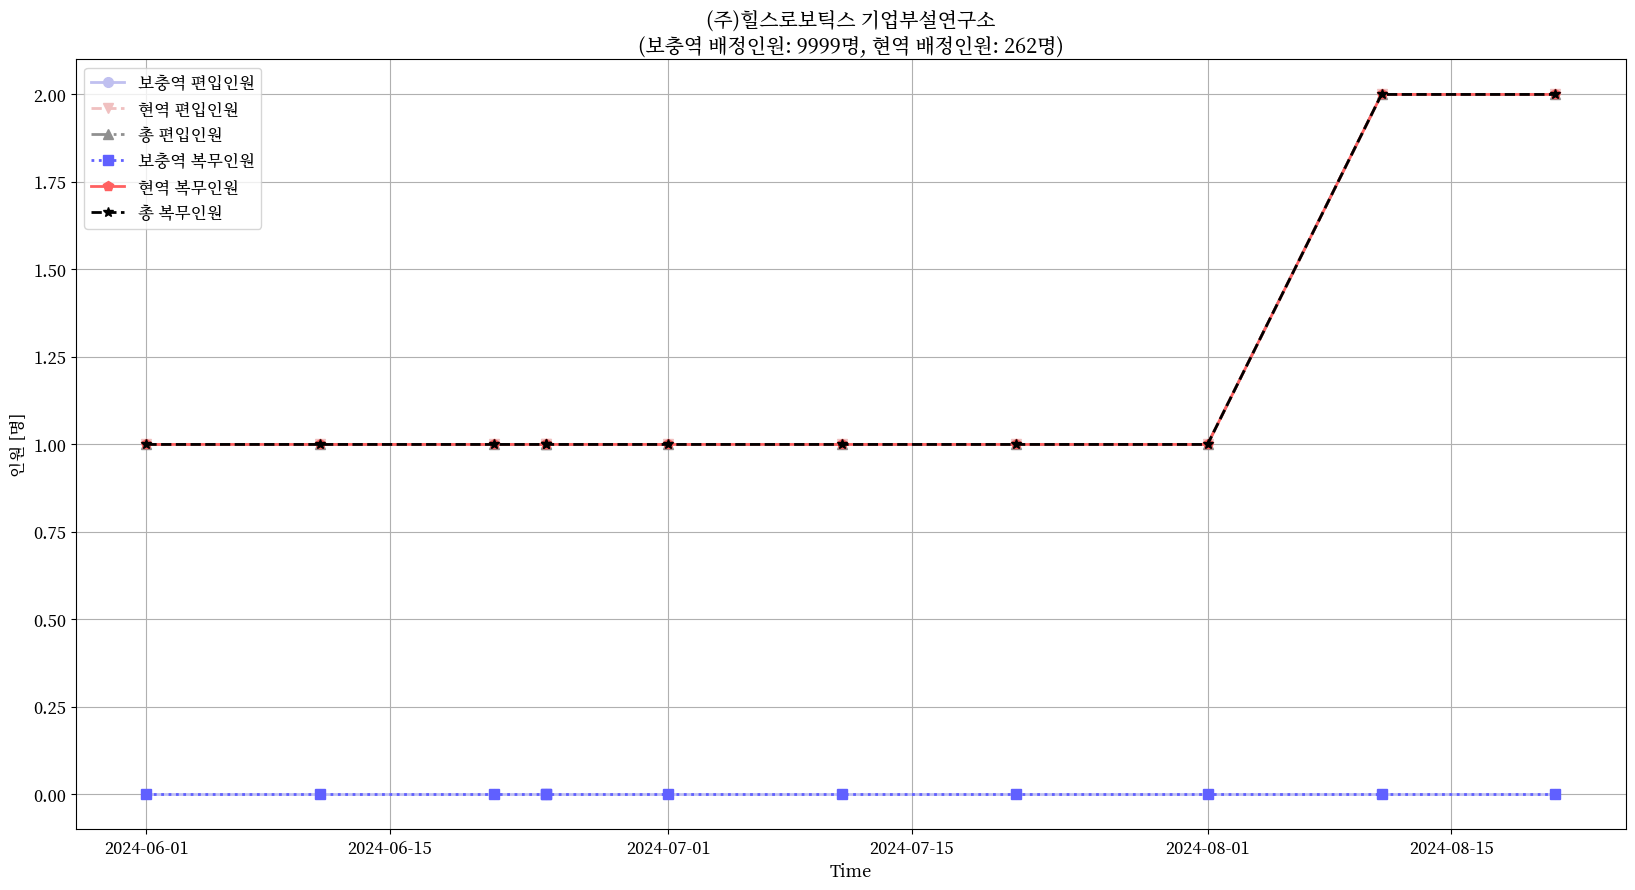 (주)힐스로보틱스 기업부설연구소
(보충역 배정인원: 9999명, 현역 배정인원: 262명)
보충역 편입인원
현역 편입인원
총 편입인원
보충역 복무인원
현역 복무인원
총 복무인원
2.00
1.75
1.50
1.25
1.00
0.75
0.50
0.25
0.00
인원 [명]
2024-06-01 2024-06-15 2024-07-01 2024-07-15 2024-08-01 2024-08-15
Time